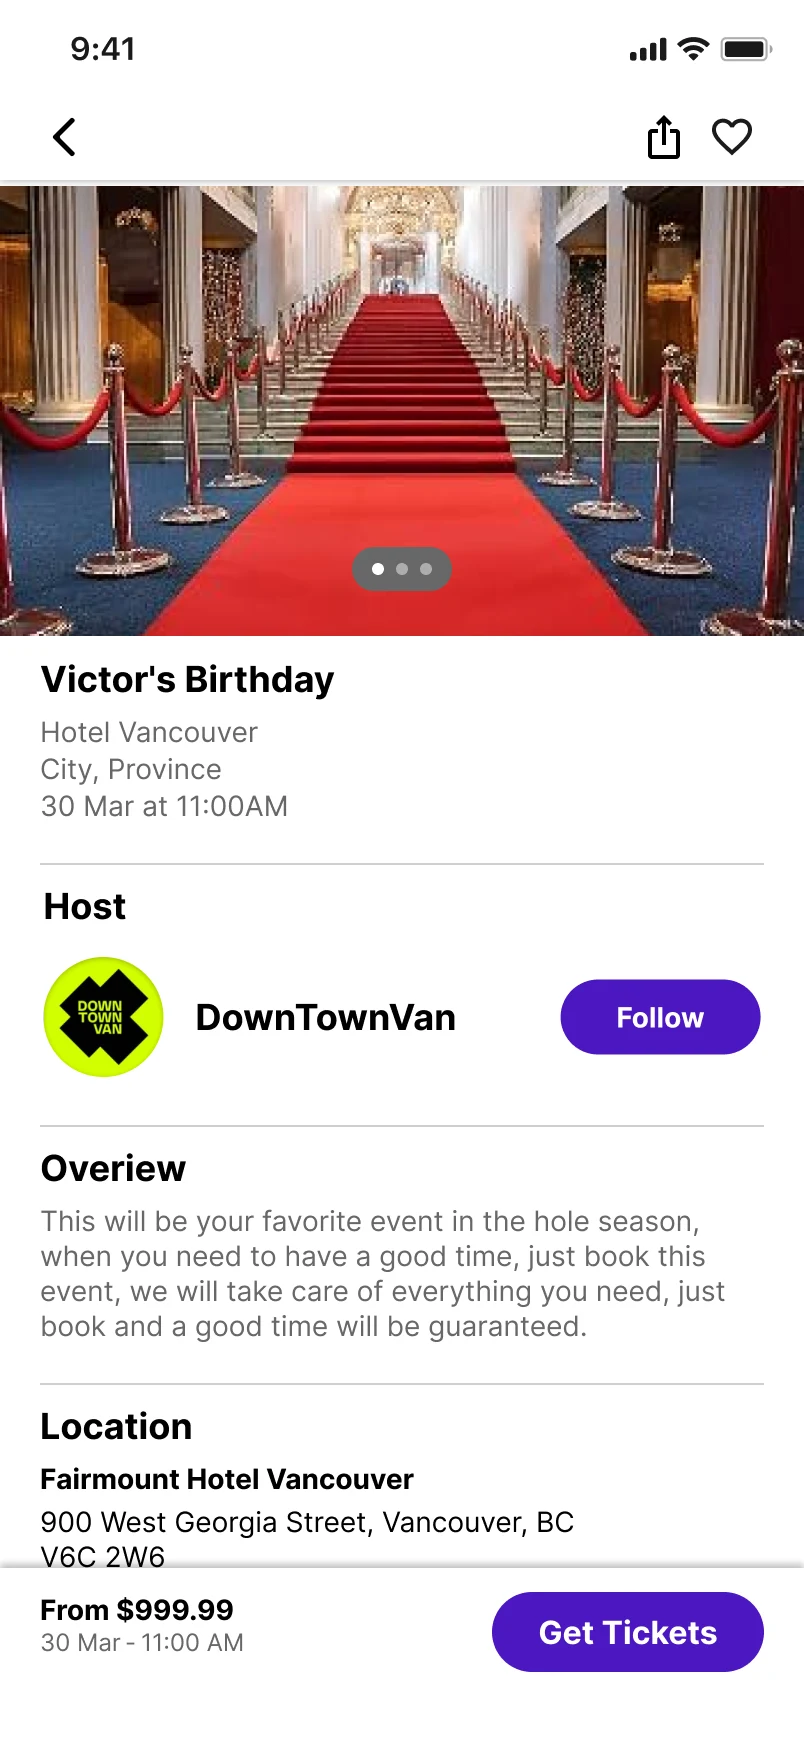 9:41
Victor's Birthday
Hotel Vancouver
City, Province
30 Mar at 11:00AM
Host
DOWN
TOWN
VAN
DownTownVan
Follow
Overiew
This will be your favorite event in the hole season,
when you need to have a good time, just book this
event, we will take care of everything you need, just
book and a good time will be guaranteed.
Location
Fairmount Hotel Vancouver
900 West Georgia Street, Vancouver, BC
V6C 2W6
From $999.99
30 Mar - 11:00 AM
Get Tickets